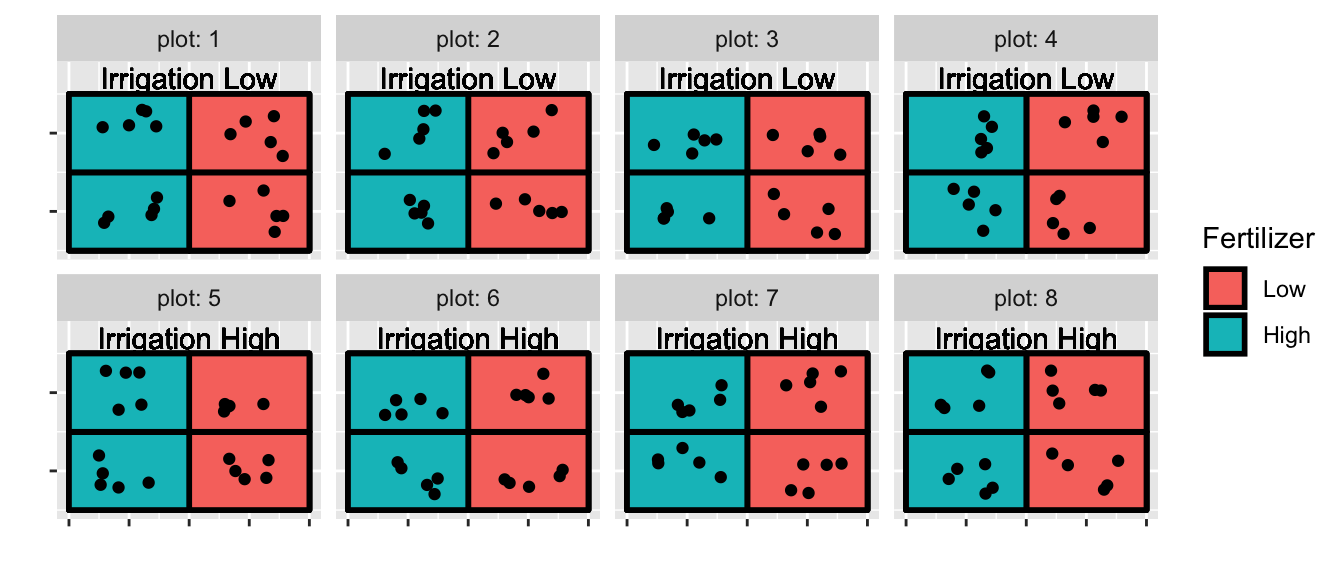 plot: 1
plot: 2
plot: 3
plot: 4
Irrigation Low
Irrigation Low
Irrigation Low
Irrigation Low
plot: 5
plot: 6
plot: 7
plot: 8
Irrigation High
Irrigation High
Irrigation High
Irrigation High
Fertilizer
Low
High